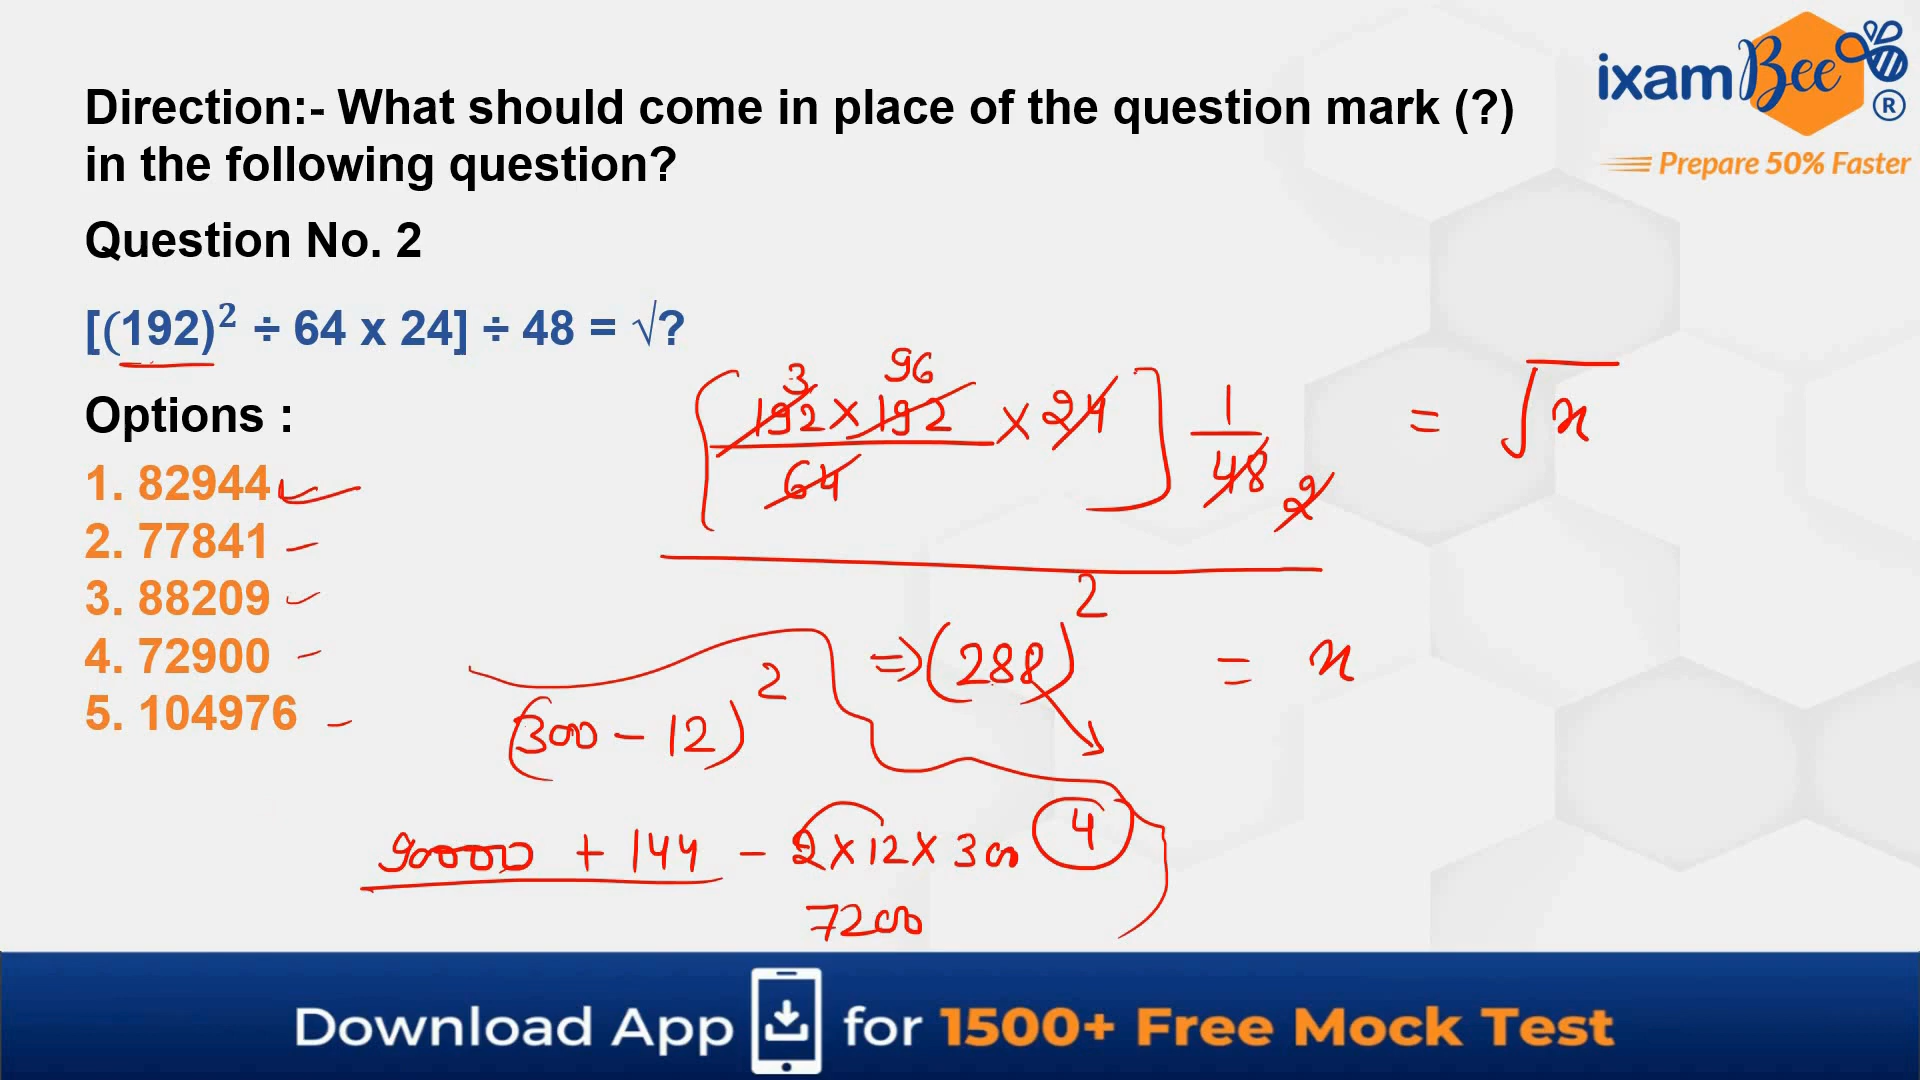 ixamBee®
Prepare 50% Faster
Direction:- What should come in place of the question mark (?)
in the following question?
Question No. 2
[(192)² ÷ 64 x 24] ÷ 48 = √?
Options :
1. 82944
2. 77841
3. 88209
4. 72900
5. 104976
3 96
[192 × 192 / 64 × 24] 1/48 = √x
2
⇒ (288)² = x
(300 - 12)²
90000 + 144 - 2 × 12 × 300
4
7200
Download App for 1500+ Free Mock Test